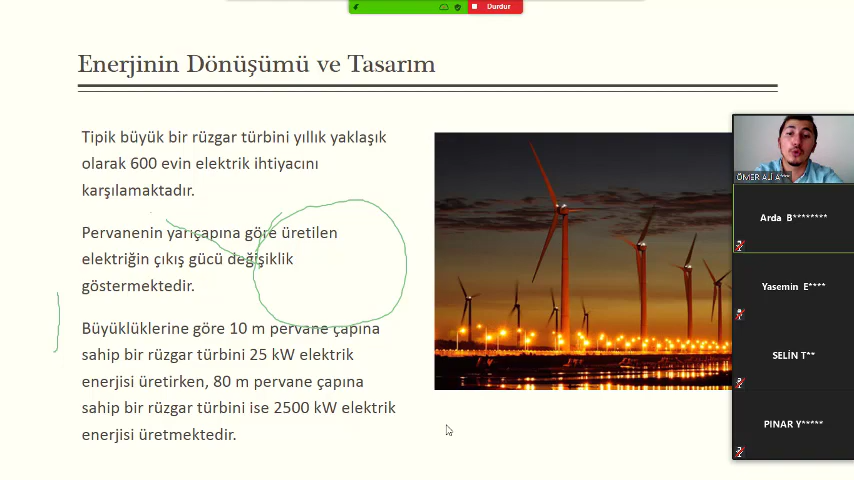 Durdur
Enerjinin Dönüşümü ve Tasarım
Tipik büyük bir rüzgar türbini yıllık yaklaşık
olarak 600 evin elektrik ihtiyacını
karşılamaktadır.
Pervanenin yarıçapına göre üretilen
elektriğin çıkış gücü değişiklik
göstermektedir.
Büyüklüklerine göre 10 m pervane çapına
sahip bir rüzgar türbini 25 kW elektrik
enerjisi üretirken, 80 m pervane çapına
sahip bir rüzgar türbini ise 2500 kW elektrik
enerjisi üretmektedir.
ÖMER ALİ A***
Arda B********
Yasemin E****
SELİN T**
PINAR Y*****